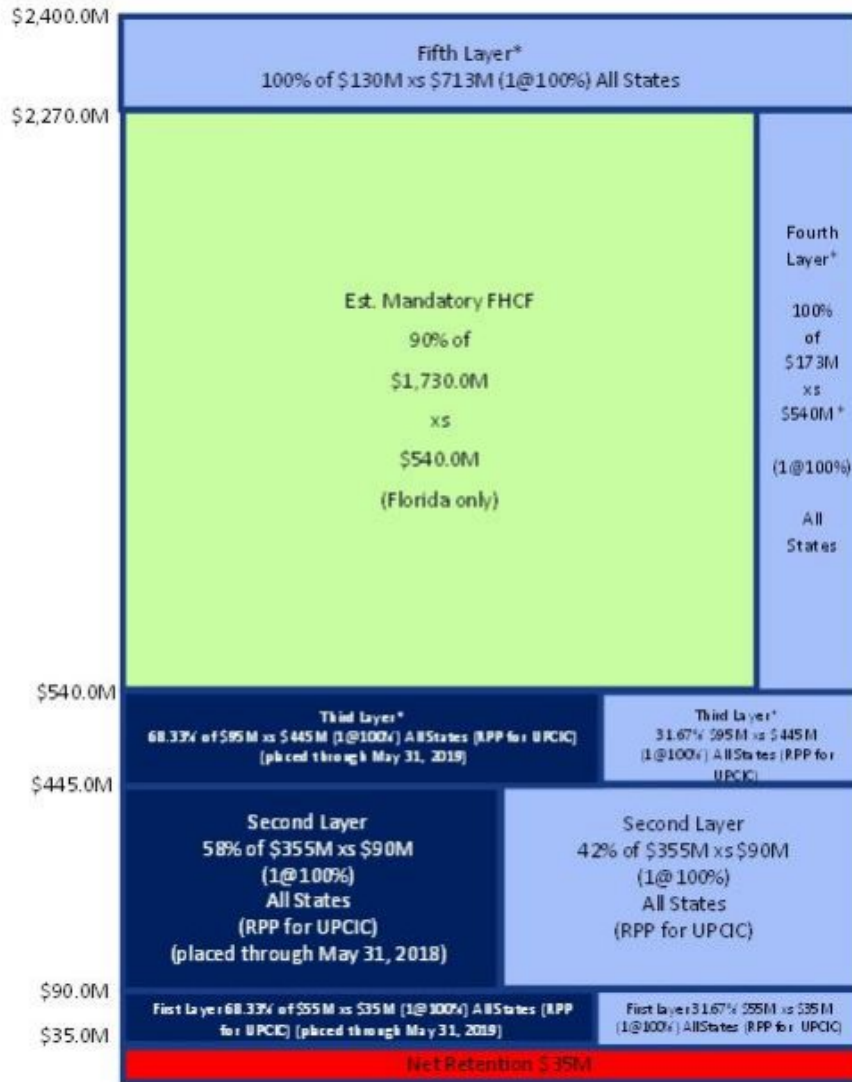 $2,400.0M
Fifth Layer*
100% of $130M xs $713M (1@100%) All States
$2,270.0M
Est. Mandatory FHCF
90% of
$1,730.0M
xs
$540.0M
(Florida only)
Fourth
Layer*
100%
of
$173M
xs
$540M*
(1@100%)
All
States
$540.0M
Third Layer*
68.33% of $95M xs $445M (1@100%) All States (RPP for UPCIC)
(placed through May 31, 2019)
Third Layer*
31.67% $95M xs $445M
(1@100%) All States (RPP for
UPCIC)
$445.0M
Second Layer
58% of $355M xs $90M
(1@100%)
All States
(RPP for UPCIC)
(placed through May 31, 2018)
Second Layer
42% of $355M xs $90M
(1@100%)
All States
(RPP for UPCIC)
$90.0M
First Layer 68.33% of $55M xs $35M (1@100%) All States (RPP
for UPCIC) (placed through May 31, 2019)
First Layer 31.67% $55M xs $35M
(1@100%) All States (RPP for UPCIC)
$35.0M
Net Retention $35M